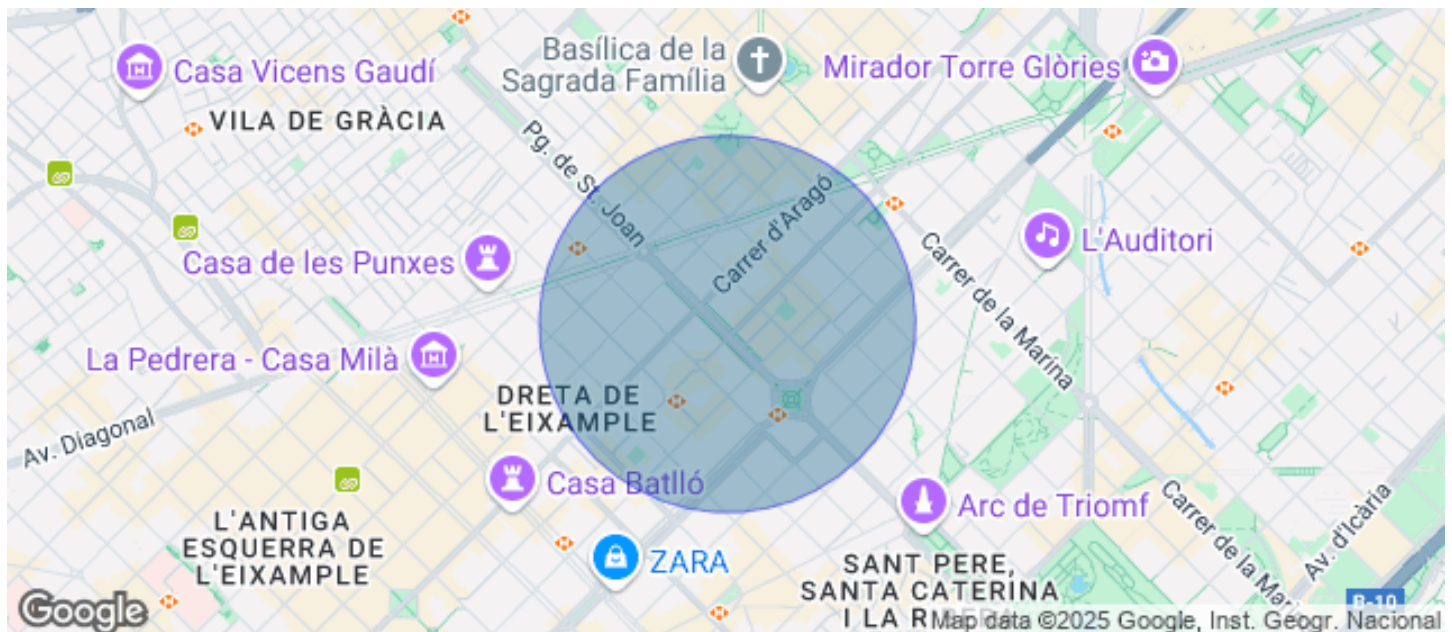 Basílica de la
Sagrada Família
Casa Vicens Gaudí
Mirador Torre Glòries
VILA DE GRÀCIA
Pg. de St. Joan
Carrer d'Aragó
L'Auditori
Casa de les Punxes
Carrer de la Marina
La Pedrera - Casa Milà
DRETA DE
L'EIXAMPLE
Av. Diagonal
Casa Batlló
Arc de Triomf
Carrer de la Marina
Av. d'Icària
L'ANTIGA
ESQUERRA DE
L'EIXAMPLE
ZARA
SANT PERE,
SANTA CATERINA
I LA RIBERA
B-10
Google
Map data ©2025 Google, Inst. Geogr. Nacional